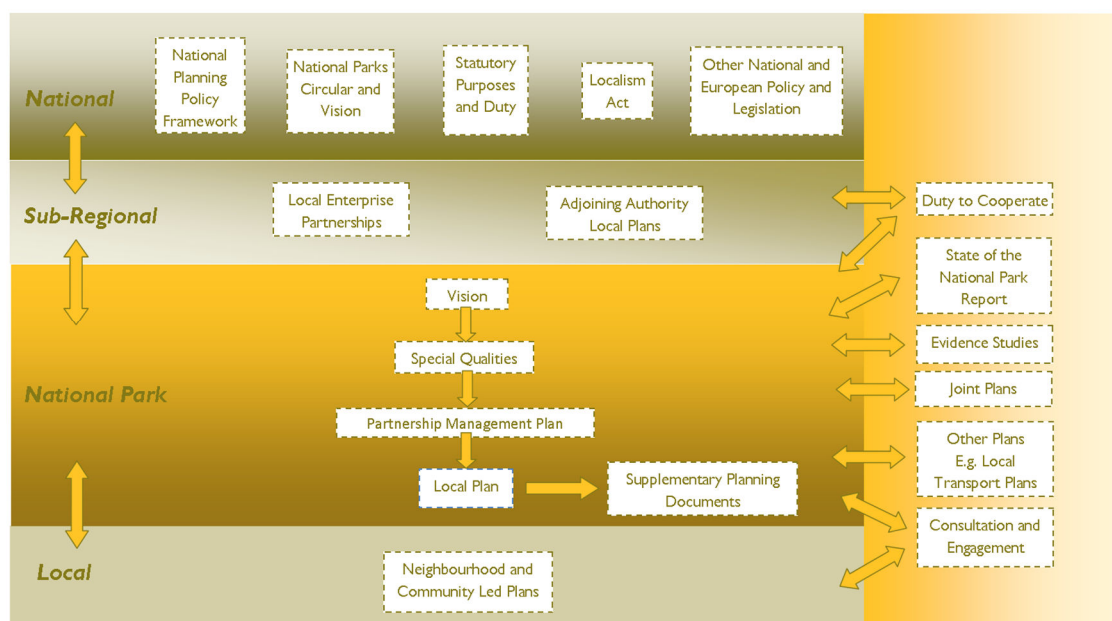 National
National
Planning
Policy
Framework
National Parks
Circular and
Vision
Statutory
Purposes
and Duty
Localism
Act
Other National and
European Policy and
Legislation
Sub-Regional
Local Enterprise
Partnerships
Adjoining Authority
Local Plans
Duty to Cooperate
National Park
Vision
Special Qualities
Partnership Management Plan
Local Plan
Supplementary Planning
Documents
State of the
National Park
Report
Evidence Studies
Joint Plans
Other Plans
E.g. Local
Transport Plans
Consultation and
Engagement
Local
Neighbourhood and
Community Led Plans